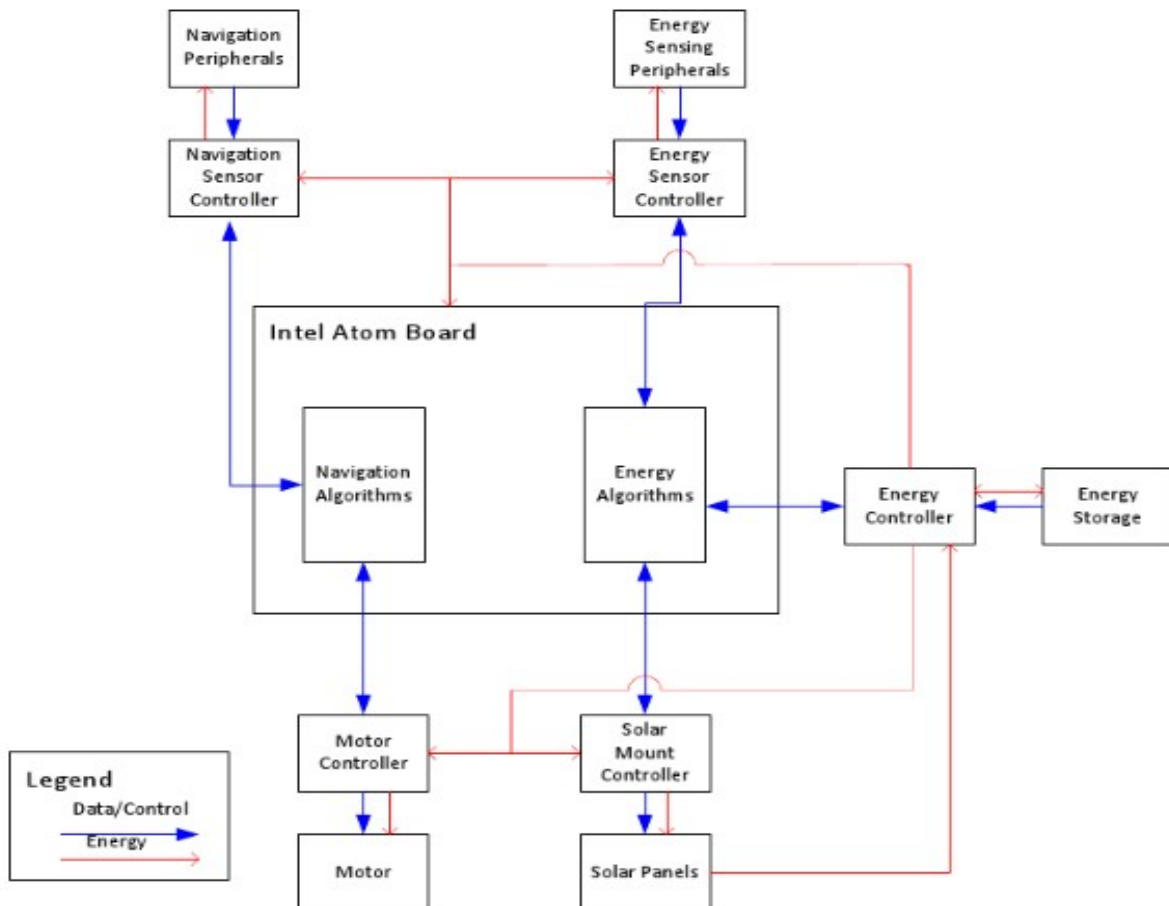 Navigation
Peripherals
Energy
Sensing
Peripherals
Navigation
Sensor
Controller
Energy
Sensor
Controller
Intel Atom Board
Navigation
Algorithms
Energy
Algorithms
Energy
Controller
Energy
Storage
Motor
Controller
Solar
Mount
Controller
Legend
Data/Control
Energy
Motor
Solar Panels